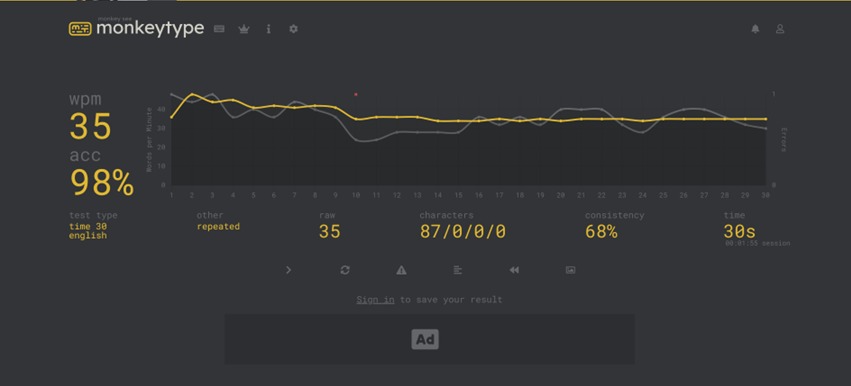 monkey see
monkeytype
wpm
35
acc
98%
Words per Minute
40
30
20
10
0
1
0
Errors
1 2 3 4 5 6 7 8 9 10 11 12 13 14 15 16 17 18 19 20 21 22 23 24 25 26 27 28 29 30
test type
time 30
english
other
repeated
raw
35
characters
87/0/0/0
consistency
68%
time
30s
00:01:55 session
Sign in to save your result
Ad